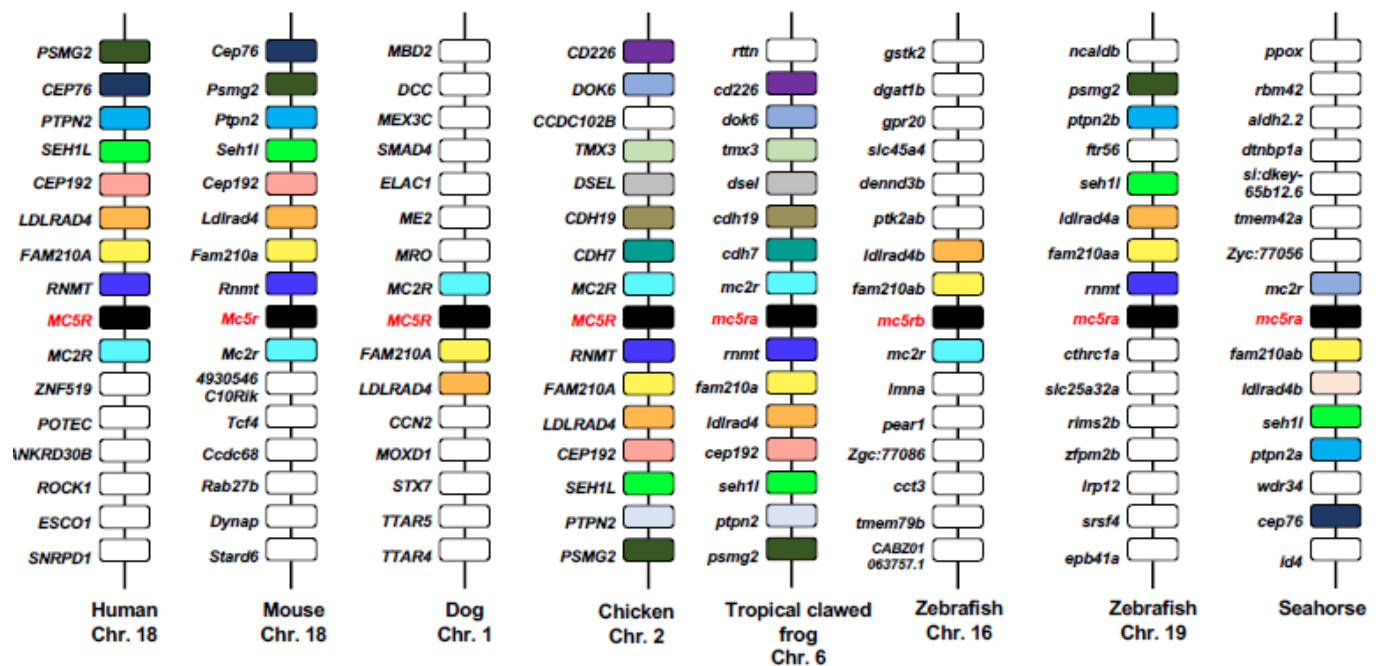 PSMG2
CEP76
PTPN2
SEH1L
CEP192
LDLRAD4
FAM210A
RNMT
MC5R
MC2R
ZNF519
POTEC
ANKRD30B
ROCK1
ESCO1
SNRPD1
Human
Chr. 18
Cep76
Psmg2
Ptpn2
Seh1l
Cep192
Ldlrad4
Fam210a
Rnmt
Mc5r
Mc2r
4930546
C10Rik
Tcf4
Ccdc68
Rab27b
Dynap
Stard6
Mouse
Chr. 18
MBD2
DCC
MEX3C
SMAD4
ELAC1
ME2
MRO
MC2R
MC5R
FAM210A
LDLRAD4
CCN2
MOXD1
STX7
TTAR5
TTAR4
Dog
Chr. 1
CD226
DOK6
CCDC102B
TMX3
DSEL
CDH19
CDH7
MC2R
MC5R
RNMT
FAM210A
LDLRAD4
CEP192
SEH1L
PTPN2
PSMG2
Chicken
Chr. 2
rttn
cd226
dok6
tmx3
dsel
cdh19
cdh7
mc2r
mc5ra
rnmt
fam210a
ldlrad4
cep192
seh1l
ptpn2
psmg2
Tropical clawed
frog
Chr. 6
gstk2
dgat1b
gpr20
slc45a4
dennd3b
ptk2ab
ldlrad4b
fam210ab
mc5rb
mc2r
lmna
pear1
Zgc:77086
cct3
tmem79b
CABZ01
063757.1
Zebrafish
Chr. 16
ncaldb
psmg2
ptpn2b
ftr56
seh1l
ldlrad4a
fam210aa
rnmt
mc5ra
cthrc1a
slc25a32a
rims2b
zfpm2b
lrp12
srsf4
epb41a
Zebrafish
Chr. 19
ppox
rbm42
aldh2.2
dtnbp1a
si:dkey-
65b12.6
tmem42a
Zyc:77056
mc2r
mc5ra
fam210ab
ldlrad4b
seh1l
ptpn2a
wdr34
cep76
id4
Seahorse